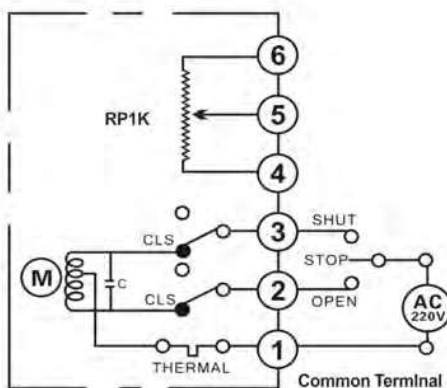 6
RP1K
5
4
3
SHUT
CLS
STOP
M
C
AC
220V
CLS
2
OPEN
1
THERMAL
Common Terminal